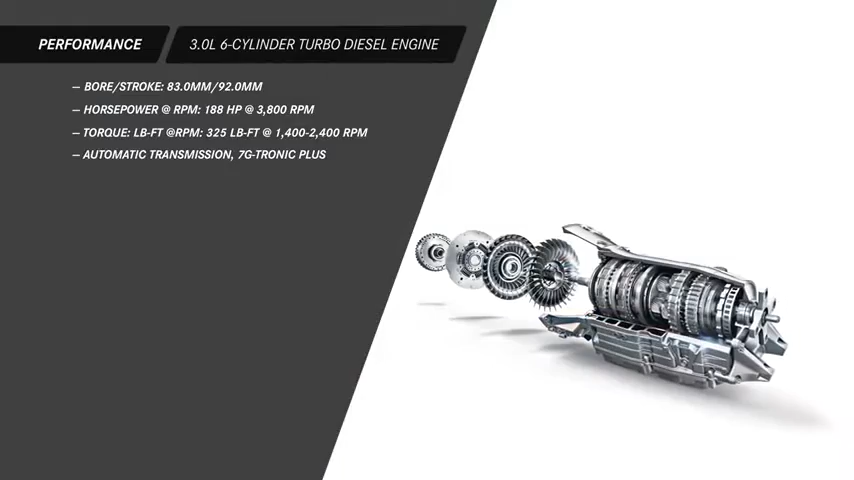 PERFORMANCE
3.0L 6-CYLINDER TURBO DIESEL ENGINE
– BORE/STROKE: 83.0MM/92.0MM
– HORSEPOWER @ RPM: 188 HP @ 3,800 RPM
– TORQUE: LB-FT @RPM: 325 LB-FT @ 1,400-2,400 RPM
– AUTOMATIC TRANSMISSION, 7G-TRONIC PLUS